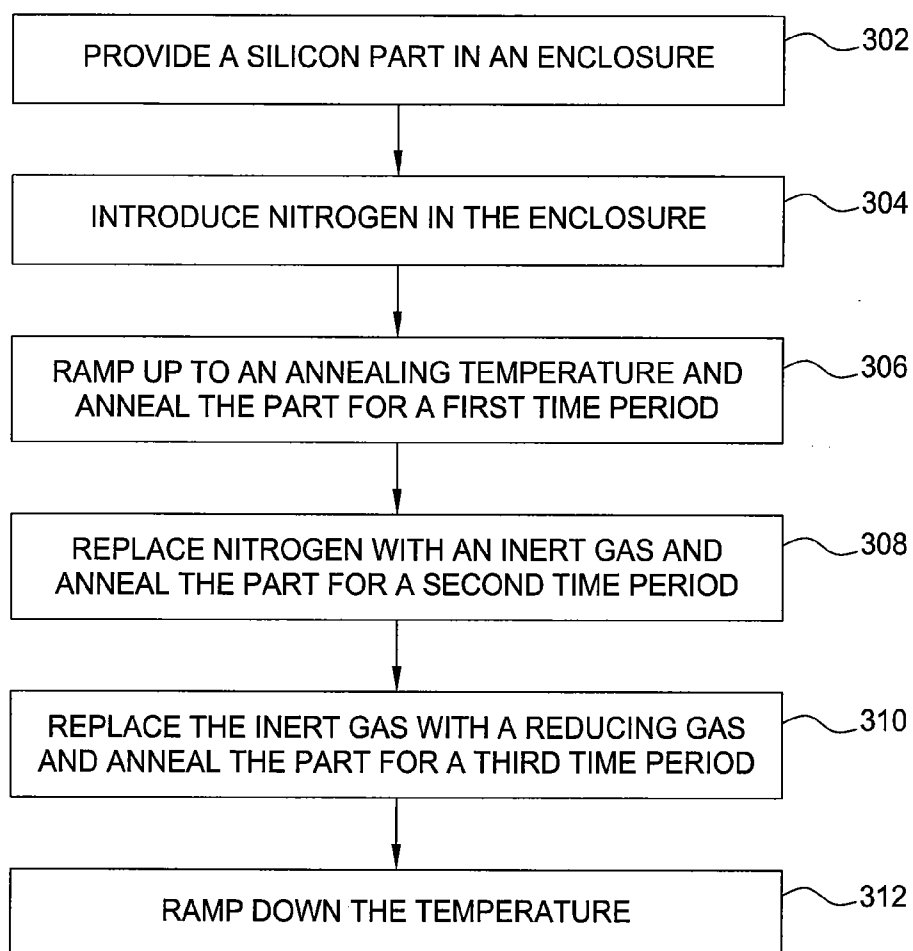 PROVIDE A SILICON PART IN AN ENCLOSURE
302
INTRODUCE NITROGEN IN THE ENCLOSURE
304
RAMP UP TO AN ANNEALING TEMPERATURE AND
ANNEAL THE PART FOR A FIRST TIME PERIOD
306
REPLACE NITROGEN WITH AN INERT GAS AND
ANNEAL THE PART FOR A SECOND TIME PERIOD
308
REPLACE THE INERT GAS WITH A REDUCING GAS
AND ANNEAL THE PART FOR A THIRD TIME PERIOD
310
RAMP DOWN THE TEMPERATURE
312